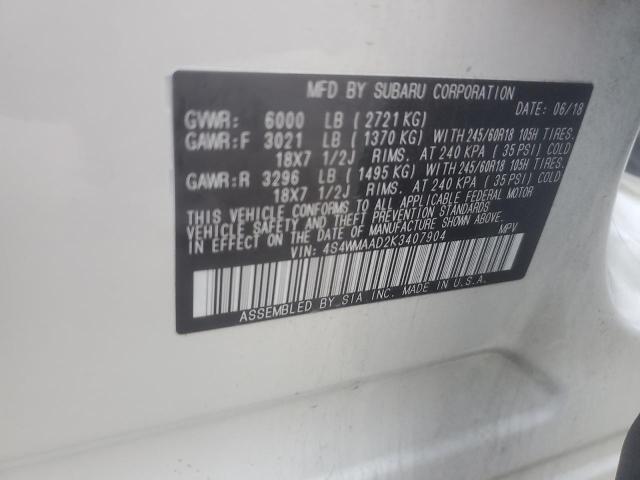 MFD BY SUBARU CORPORATION
DATE: 06/18
GVWR: 6000 LB ( 2721 KG)
GAWR:F 3021 LB ( 1370 KG) WITH 245/60R18 105H TIRES.
18X7 1/2J RIMS. AT 240 KPA ( 35 PSI) COLD
GAWR:R 3296 LB ( 1495 KG) WITH 245/60R18 105H TIRES.
18X7 1/2J RIMS. AT 240 KPA ( 35 PSI) COLD
THIS VEHICLE CONFORMS TO ALL APPLICABLE FEDERAL MOTOR
VEHICLE SAFETY AND THEFT PREVENTION STANDARDS
IN EFFECT ON THE DATE OF MANUFACTURE SHOWN ABOVE.
VIN: 4S4WMAAD2K3407904 MPV
ASSEMBLED BY SIA INC. MADE IN U.S.A.